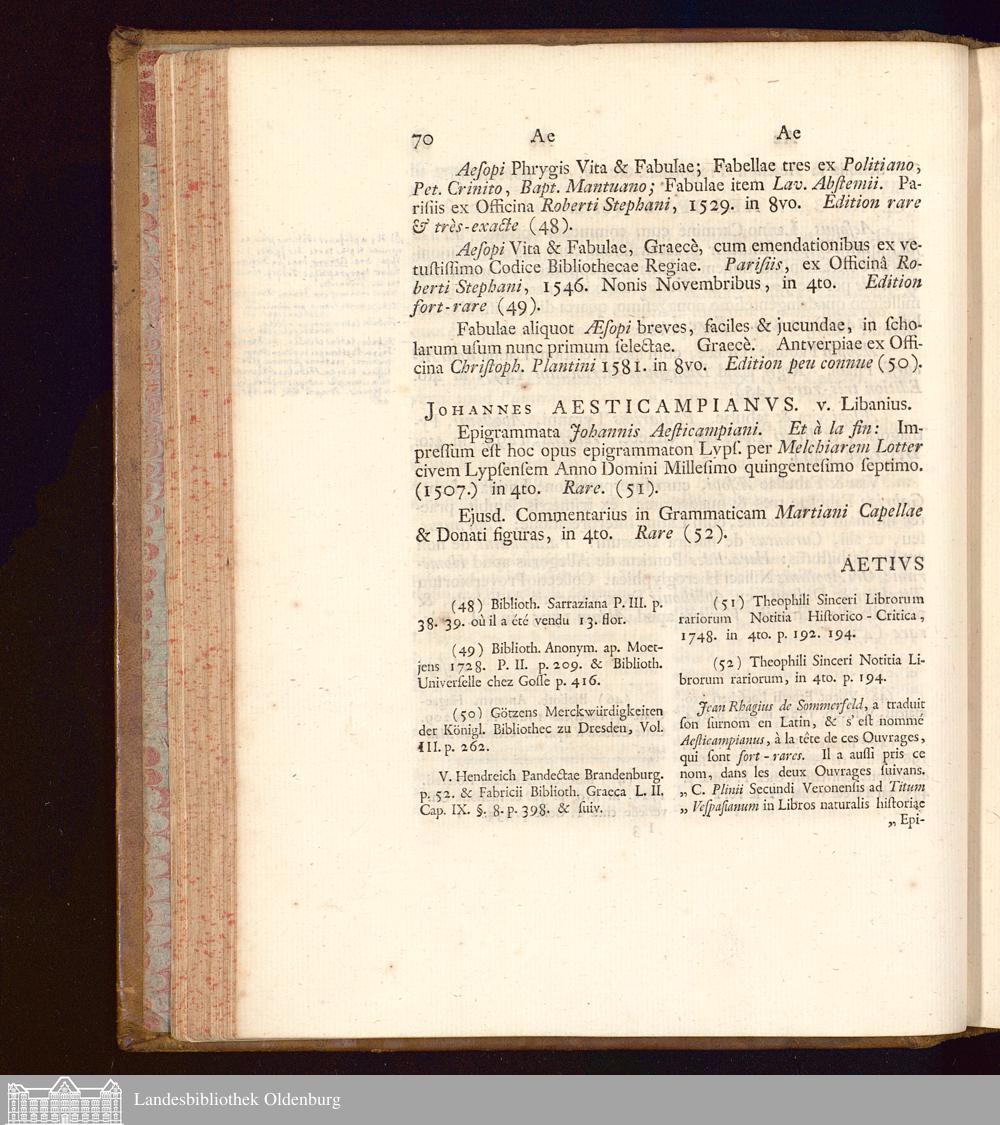 70 Ae Ae
Aeſopi Phrygis Vita & Fabulae; Fabellae tres ex Politiano,
Pet. Crinito, Bapt. Mantuano; Fabulae item Lav. Abſtemii. Pa-
riſiis ex Officina Roberti Stephani, 1529. in 8vo. Edition rare
& très-exacte (48).
Aeſopi Vita & Fabulae, Graecè, cum emendationibus ex ve-
tuſtiſſimo Codice Bibliothecae Regiae. Pariſiis, ex Officinâ Ro-
berti Stephani, 1546. Nonis Novembribus, in 4to. Edition
fort-rare (49).
Fabulae aliquot Æſopi breves, faciles & jucundae, in ſcho-
larum uſum nunc primum ſelectae. Graecè. Antverpiae ex Offi-
cina Chriſtoph. Plantini 1581. in 8vo. Edition peu connue (50).
JOHANNES AESTICAMPIANVS. v. Libanius.
Epigrammata Johannis Aeſticampiani. Et à la fin: Im-
preſſum eſt hoc opus epigrammaton Lypſ. per Melchiarem Lotter
civem Lypſenſem Anno Domini Milleſimo quingenteſimo ſeptimo.
(1507.) in 4to. Rare. (51).
Ejusd. Commentarius in Grammaticam Martiani Capellae
& Donati figuras, in 4to. Rare (52).
AETIVS
(48) Biblioth. Sarraziana P. III. p.
38. 39. où il a été vendu 13. flor.
(49) Biblioth. Anonym. ap. Moet-
jens 1728. P. II. p. 209. & Biblioth.
Univerſelle chez Goſſe p. 416.
(50) Götzens Merckwürdigkeiten
der Königl. Bibliothec zu Dresden, Vol.
III. p. 262.
V. Hendreich Pandectae Brandenburg.
p. 52. & Fabricii Biblioth. Graeca L. II.
Cap. IX. §. 8. p. 398. & ſuiv.
(51) Theophili Sinceri Librorum
rariorum Notitia Hiſtorico-Critica,
1748. in 4to. p. 192. 194.
(52) Theophili Sinceri Notitia Li-
brorum rariorum, in 4to. p. 194.
Jean Rhagius de Sommerfeld, a traduit
ſon ſurnom en Latin, & s'eſt nommé
Aeſticampianus, à la tête de ces Ouvrages,
qui ſont fort-rares. Il a auſſi pris ce
nom, dans les deux Ouvrages ſuivans.
„ C. Plinii Secundi Veronenſis ad Titum
„ Veſpaſianum in Libros naturalis hiſtoriae
„ Epi-
Landesbibliothek Oldenburg